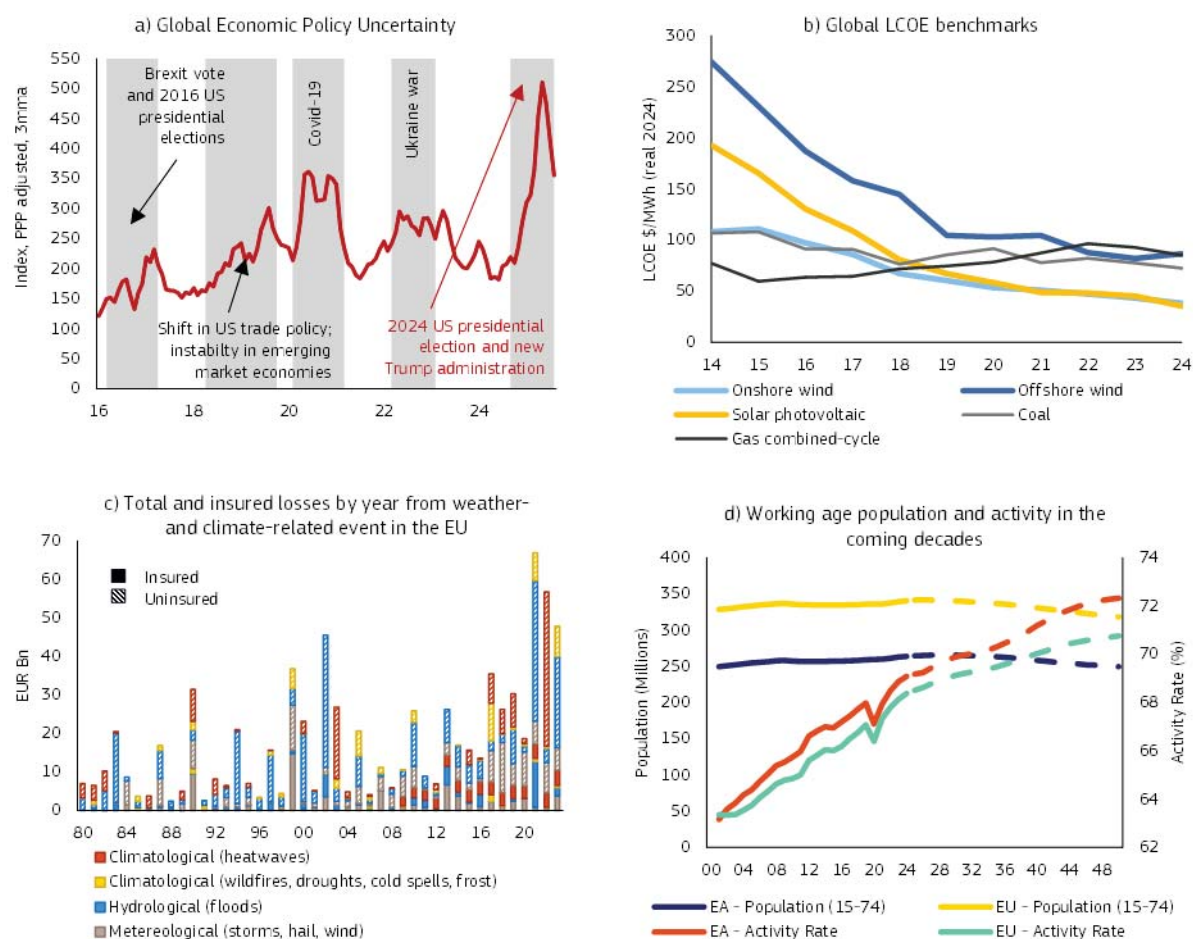 a) Global Economic Policy Uncertainty
Index, PPP adjusted, 3mma
550
500
450
400
350
300
250
200
150
100
50
0
Brexit vote
and 2016 US
presidential
elections
Covid-19
Ukraine war
Shift in US trade policy;
instabilty in emerging
market economies
2024 US presidential
election and new
Trump administration
16 18 20 22 24
b) Global LCOE benchmarks
LCOE $/MWh (real 2024)
300
250
200
150
100
50
0
14 15 16 17 18 19 20 21 22 23 24
Onshore wind
Offshore wind
Solar photovoltaic
Coal
Gas combined-cycle
c) Total and insured losses by year from weather-
and climate-related event in the EU
EUR Bn
70
60
50
40
30
20
10
0
Insured
Uninsured
80 84 88 92 96 00 04 08 12 16 20
Climatological (heatwaves)
Climatological (wildfires, droughts, cold spells, frost)
Hydrological (floods)
Metereological (storms, hail, wind)
d) Working age population and activity in the
coming decades
Population (Millions)
400
350
300
250
200
150
100
50
0
74
72
70
68
66
64
62
Activity Rate (%)
00 04 08 12 16 20 24 28 32 36 40 44 48
EA - Population (15-74)
EU - Population (15-74)
EA - Activity Rate
EU - Activity Rate